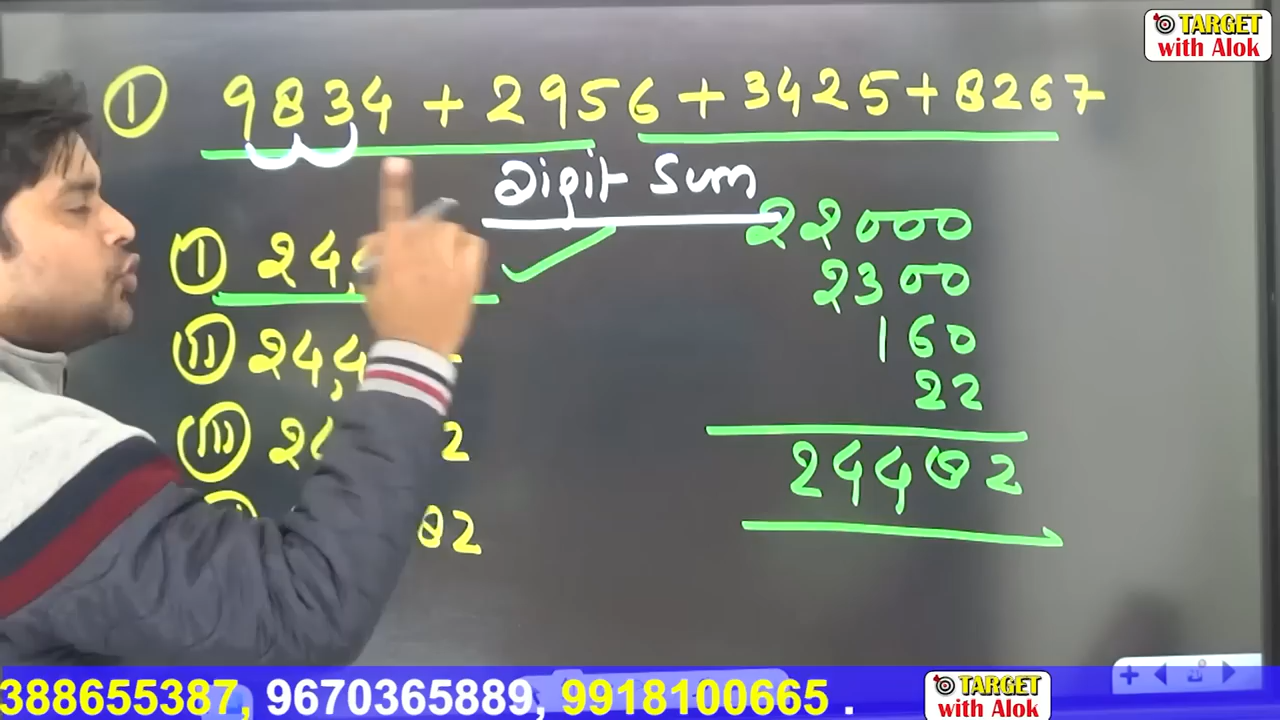 TARGET
with Alok
① 9834 + 2956 + 3425 + 8267
Digit Sum
22000
2300
160
22
24482
Ⓘ 24,
Ⓘⓘ 24,4
(III) 2
2
82
388655387, 9670365889, 9918100665 .
TARGET
with Alok